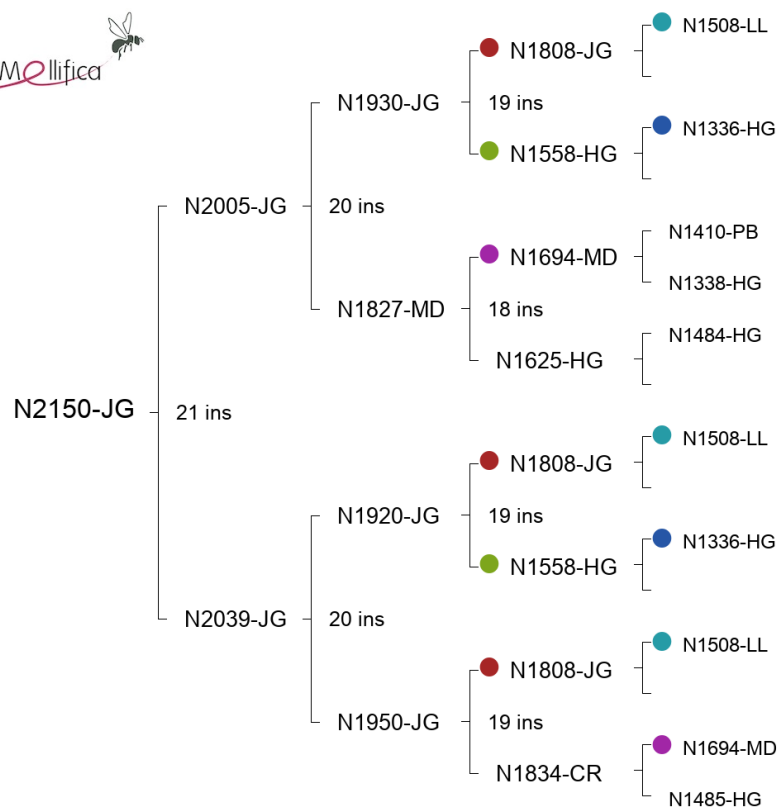 Mellifica
N1508-LL
N1808-JG
N1930-JG
19 ins
N1558-HG
N1336-HG
N2005-JG
20 ins
N1410-PB
N1694-MD
N1338-HG
N1827-MD
18 ins
N1484-HG
N1625-HG
N2150-JG
21 ins
N1508-LL
N1808-JG
N1920-JG
19 ins
N1336-HG
N1558-HG
N2039-JG
20 ins
N1508-LL
N1808-JG
N1950-JG
19 ins
N1694-MD
N1834-CR
N1485-HG